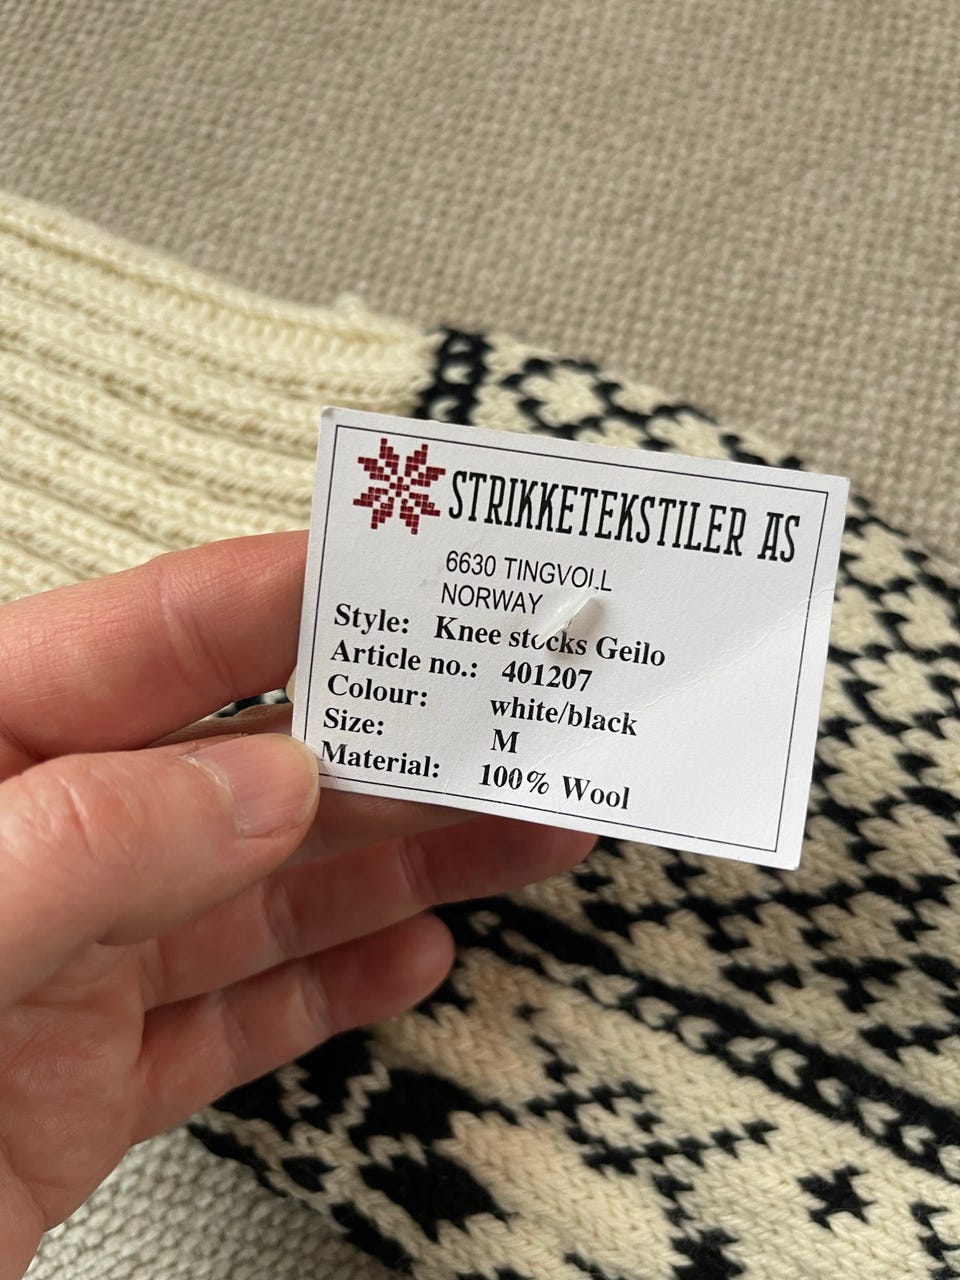 STRIKKETEKSTILER AS
6630 TINGVOLL
NORWAY
Style: Knee stocks Geilo
Article no.: 401207
Colour: white/black
Size: M
Material: 100% Wool